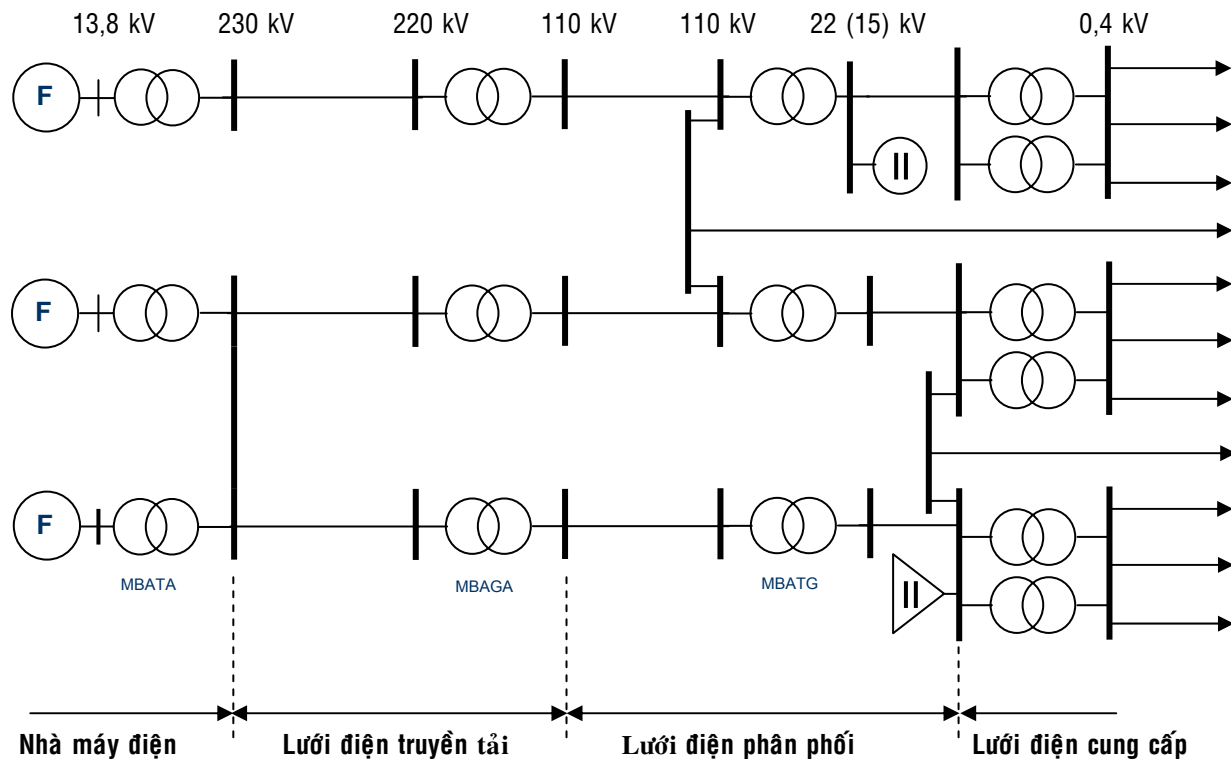 13,8 kV 230 kV 220 kV 110 kV 110 kV 22 (15) kV 0,4 kV
F
F
F
MBATA MBAGA MBATG
Nhà máy điện Lưới điện truyền tải Lưới điện phân phối Lưới điện cung cấp